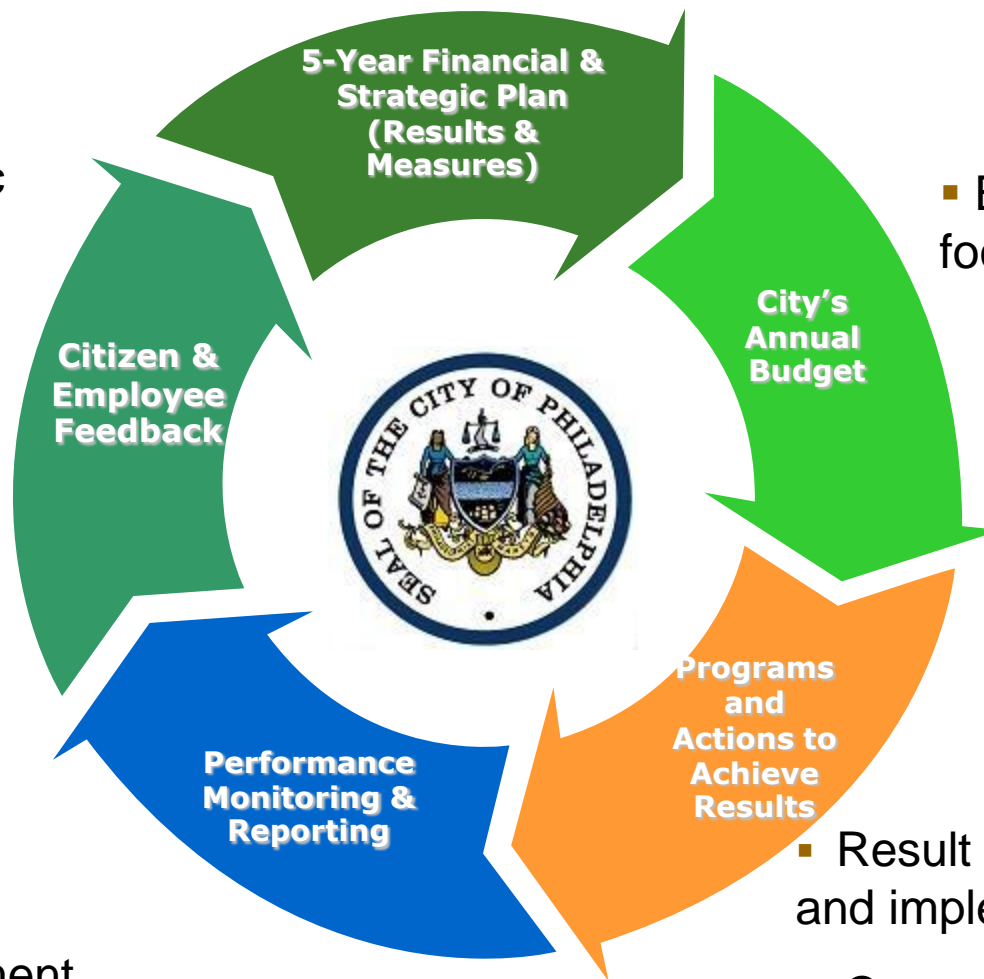 5-Year Financial &
Strategic Plan
(Results &
Measures)
City’s
Annual
Budget
Citizen &
Employee
Feedback
SEAL OF THE CITY OF PHILADELPHIA
Programs
and
Actions to
Achieve
Results
Performance
Monitoring &
Reporting
▪ Result
and imple